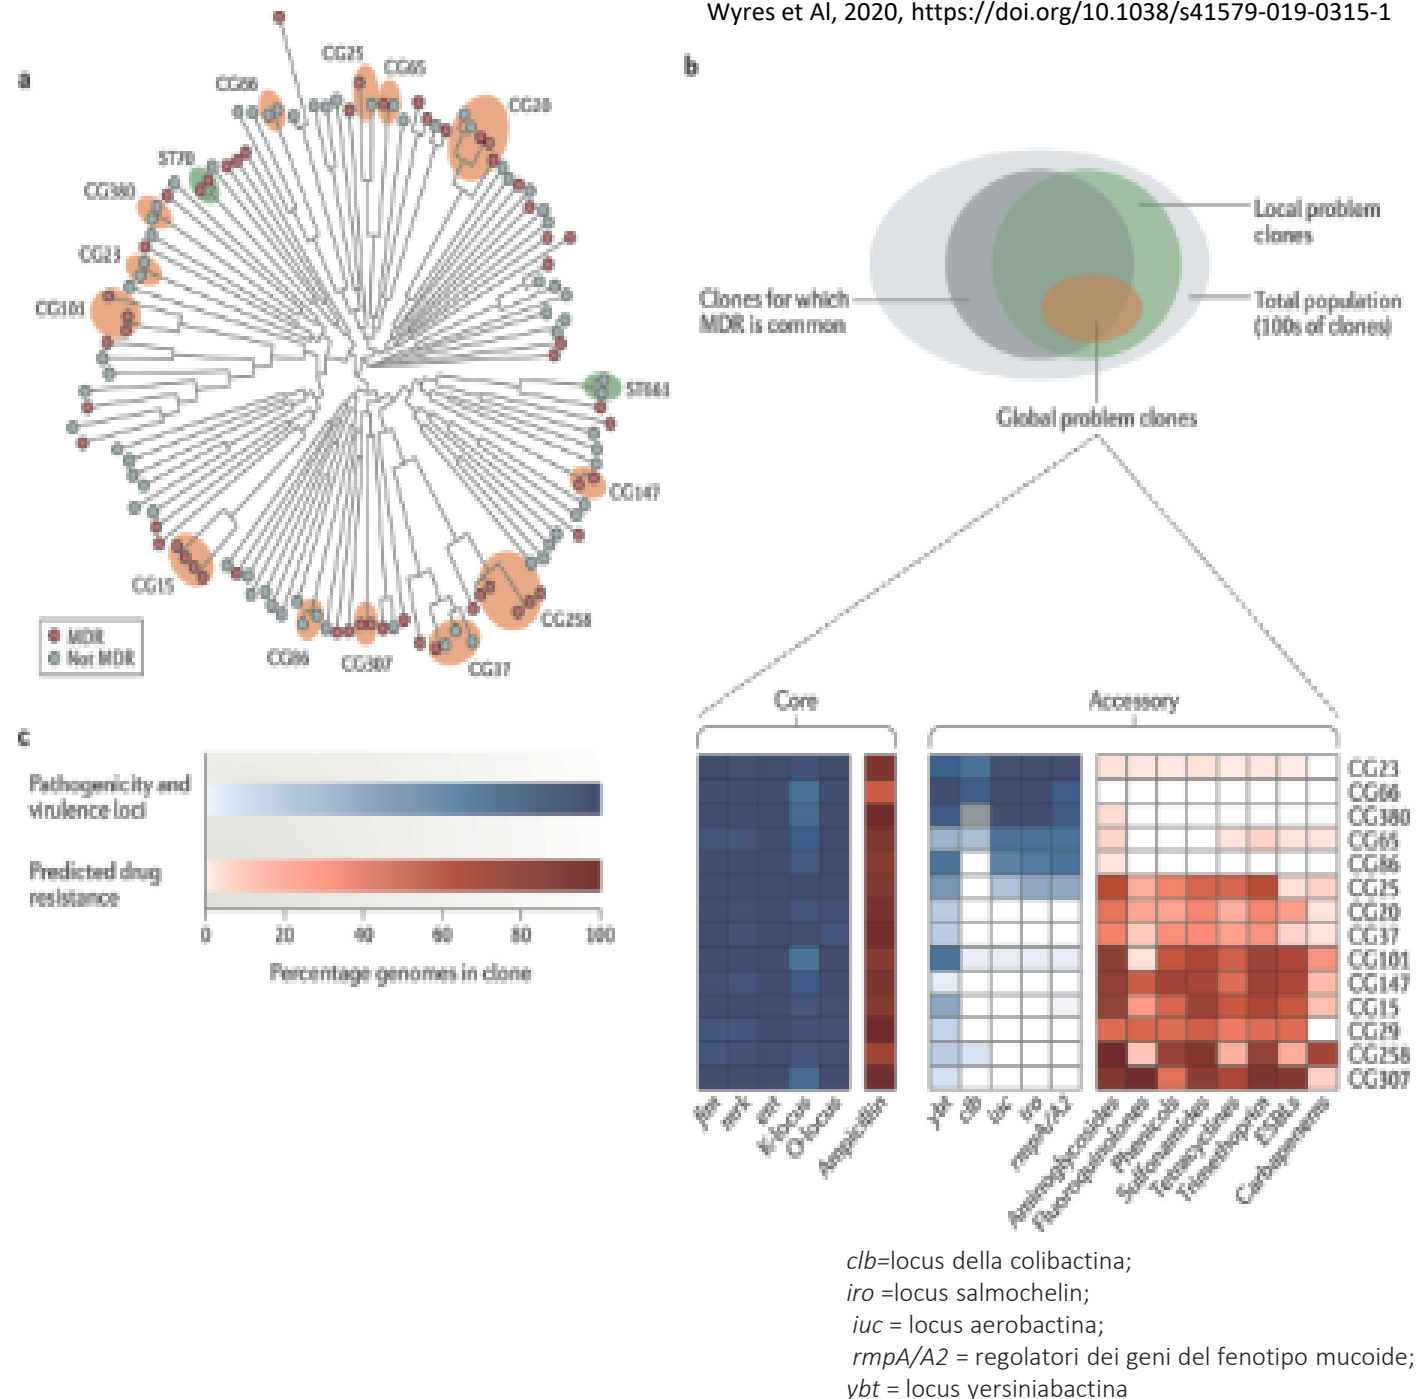 Wyres et Al, 2020, https://doi.org/10.1038/s41579-019-0315-1
a
CG25
CG65
CG66
CG20
ST70
CG380
CG23
CG101
ST661
CG147
CG15
CG258
CG86
CG307
CG37
MDR
Not MDR
b
Local problem
clones
Clones for which
MDR is common
Total population
(100s of clones)
Global problem clones
Core
Accessory
CG23
CG66
CG380
CG65
CG86
CG25
CG20
CG37
CG101
CG147
CG15
CG29
CG258
CG307
fim
mrk
ent
K-locus
O-locus
Ampicillin
ybt
clb
iuc
iro
rmpA/A2
Aminoglycosides
Fluoroquinolones
Phenicols
Sulfonamides
Tetracyclines
Trimethoprim
ESBLs
Carbapenems
c
Pathogenicity and
virulence loci
Predicted drug
resistance
0 20 40 60 80 100
Percentage genomes in clone
clb=locus della colibactina;
iro =locus salmochelin;
iuc = locus aerobactina;
rmpA/A2 = regolatori dei geni del fenotipo mucoide;
ybt = locus yersiniabactina